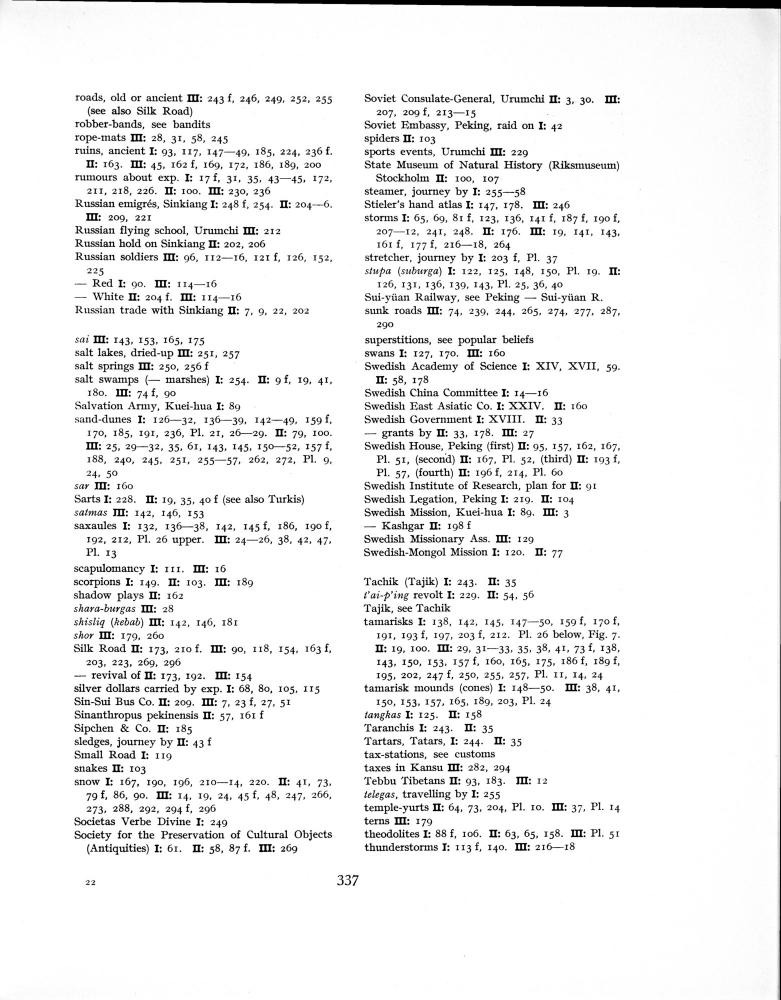 roads, old or ancient III: 243 f, 246, 249, 252, 255
(see also Silk Road)
robber-bands, see bandits
rope-mats III: 28, 31, 58, 245
ruins, ancient I: 93, 117, 147—49, 185, 224, 236 f.
II: 163. III: 45, 162 f, 169, 172, 186, 189, 200
rumours about exp. I: 17 f, 31, 35, 43—45, 172,
211, 218, 226. II: 100. III: 230, 236
Russian emigrés, Sinkiang I: 248 f, 254. II: 204—6.
III: 209, 221
Russian flying school, Urumchi III: 212
Russian hold on Sinkiang II: 202, 206
Russian soldiers III: 96, 112—16, 121 f, 126, 152,
225
— Red I: 90. III: 114—16
— White II: 204 f. III: 114—16
Russian trade with Sinkiang II: 7, 9, 22, 202
sai III: 143, 153, 165, 175
salt lakes, dried-up III: 251, 257
salt springs III: 250, 256 f
salt swamps (— marshes) I: 254. II: 9 f, 19, 41,
180. III: 74 f, 90
Salvation Army, Kuei-hua I: 89
sand-dunes I: 126—32, 136—39, 142—49, 159 f,
170, 185, 191, 236, Pl. 21, 26—29. II: 79, 100.
III: 25, 29—32, 35, 61, 143, 145, 150—52, 157 f,
188, 240, 245, 251, 255—57, 262, 272, Pl. 9,
24, 50
sar III: 160
Sarts I: 228. II: 19, 35, 40 f (see also Turkis)
satmas III: 142, 146, 153
saxaules I: 132, 136—38, 142, 145 f, 186, 190 f,
192, 212, Pl. 26 upper. III: 24—26, 38, 42, 47,
Pl. 13
scapulomancy I: 111. III: 16
scorpions I: 149. II: 103. III: 189
shadow plays II: 162
shara-burgas III: 28
shisliq (kebab) III: 142, 146, 181
shor III: 179, 260
Silk Road II: 173, 210 f. III: 90, 118, 154, 163 f,
203, 223, 269, 296
— revival of II: 173, 192. III: 154
silver dollars carried by exp. I: 68, 80, 105, 115
Sin-Sui Bus Co. II: 209. III: 7, 23 f, 27, 51
Sinanthropus pekinensis II: 57, 161 f
Sipchen & Co. II: 185
sledges, journey by II: 43 f
Small Road I: 119
snakes II: 103
snow I: 167, 190, 196, 210—14, 220. II: 41, 73,
79 f, 86, 90. III: 14, 19, 24, 45 f, 48, 247, 266,
273, 288, 292, 294 f, 296
Societas Verbe Divine I: 249
Society for the Preservation of Cultural Objects
(Antiquities) I: 61. II: 58, 87 f. III: 269
Soviet Consulate-General, Urumchi II: 3, 30. III:
207, 209 f, 213—15
Soviet Embassy, Peking, raid on I: 42
spiders II: 103
sports events, Urumchi III: 229
State Museum of Natural History (Riksmuseum)
Stockholm II: 100, 107
steamer, journey by I: 255—58
Stieler's hand atlas I: 147, 178. III: 246
storms I: 65, 69, 81 f, 123, 136, 141 f, 187 f, 190 f,
207—12, 241, 248. II: 176. III: 19, 141, 143,
161 f, 177 f, 216—18, 264
stretcher, journey by I: 203 f, Pl. 37
stupa (suburga) I: 122, 125, 148, 150, Pl. 19. II:
126, 131, 136, 139, 143, Pl. 25, 36, 40
Sui-yüan Railway, see Peking — Sui-yüan R.
sunk roads III: 74, 239, 244, 265, 274, 277, 287,
290
superstitions, see popular beliefs
swans I: 127, 170. III: 160
Swedish Academy of Science I: XIV, XVII, 59.
II: 58, 178
Swedish China Committee I: 14—16
Swedish East Asiatic Co. I: XXIV. II: 160
Swedish Government I: XVIII. II: 33
— grants by II: 33, 178. III: 27
Swedish House, Peking (first) II: 95, 157, 162, 167,
Pl. 51, (second) II: 167, Pl. 52, (third) II: 193 f,
Pl. 57, (fourth) II: 196 f, 214, Pl. 60
Swedish Institute of Research, plan for II: 91
Swedish Legation, Peking I: 219. II: 104
Swedish Mission, Kuei-hua I: 89. III: 3
— Kashgar II: 198 f
Swedish Missionary Ass. III: 129
Swedish-Mongol Mission I: 120. II: 77
Tachik (Tajik) I: 243. II: 35
t'ai-p'ing revolt I: 229. II: 54, 56
Tajik, see Tachik
tamarisks I: 138, 142, 145, 147—50, 159 f, 170 f,
191, 193 f, 197, 203 f, 212. Pl. 26 below, Fig. 7.
II: 19, 100. III: 29, 31—33, 35, 38, 41, 73 f, 138,
143, 150, 153, 157 f, 160, 165, 175, 186 f, 189 f,
195, 202, 247 f, 250, 255, 257, Pl. 11, 14, 24
tamarisk mounds (cones) I: 148—50. III: 38, 41,
150, 153, 157, 165, 189, 203, Pl. 24
tangkas I: 125. II: 158
Taranchis I: 243. II: 35
Tartars, Tatars, I: 244. II: 35
tax-stations, see customs
taxes in Kansu III: 282, 294
Tebbu Tibetans II: 93, 183. III: 12
telegas, travelling by I: 255
temple-yurts II: 64, 73, 204, Pl. 10. III: 37, Pl. 14
terns III: 179
theodolites I: 88 f, 106. II: 63, 65, 158. III: Pl. 51
thunderstorms I: 113 f, 140. III: 216—18
22
337